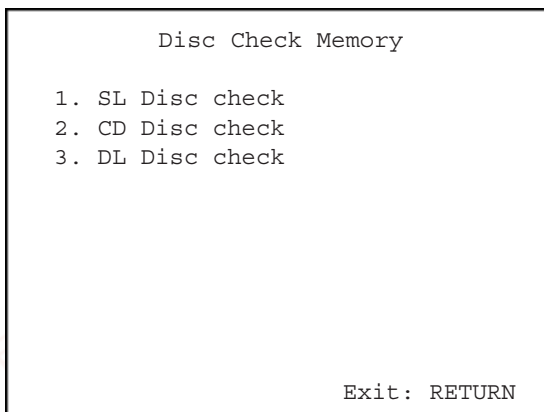 Disc Check Memory
1. SL Disc check
2. CD Disc check
3. DL Disc check
Exit: RETURN